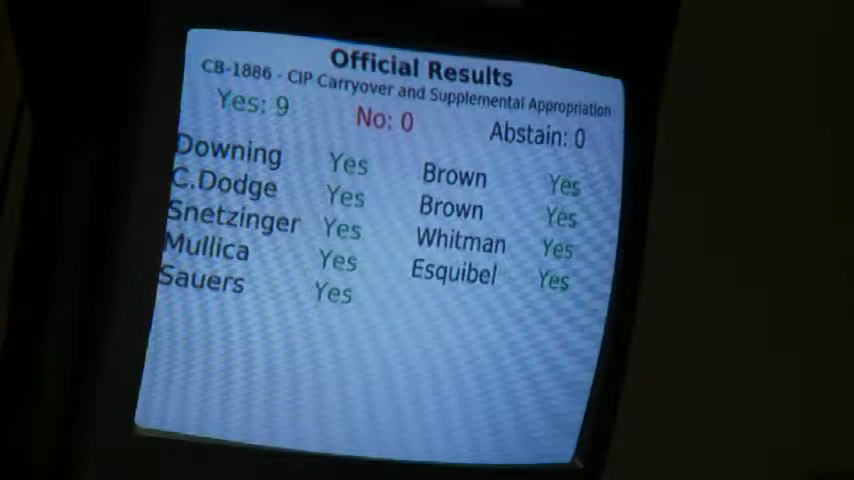 Official Results
CB-1886 - CIP Carryover and Supplemental Appropriation
Yes: 9 No: 0 Abstain: 0
Downing Yes Brown Yes
C.Dodge Yes Brown Yes
Snetzinger Yes Whitman Yes
Mullica Yes Esquibel Yes
Sauers Yes